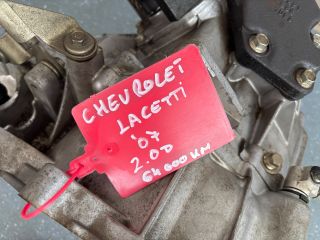 CHEVROLET
LACETTI
'07
2.0D
64 000 KM